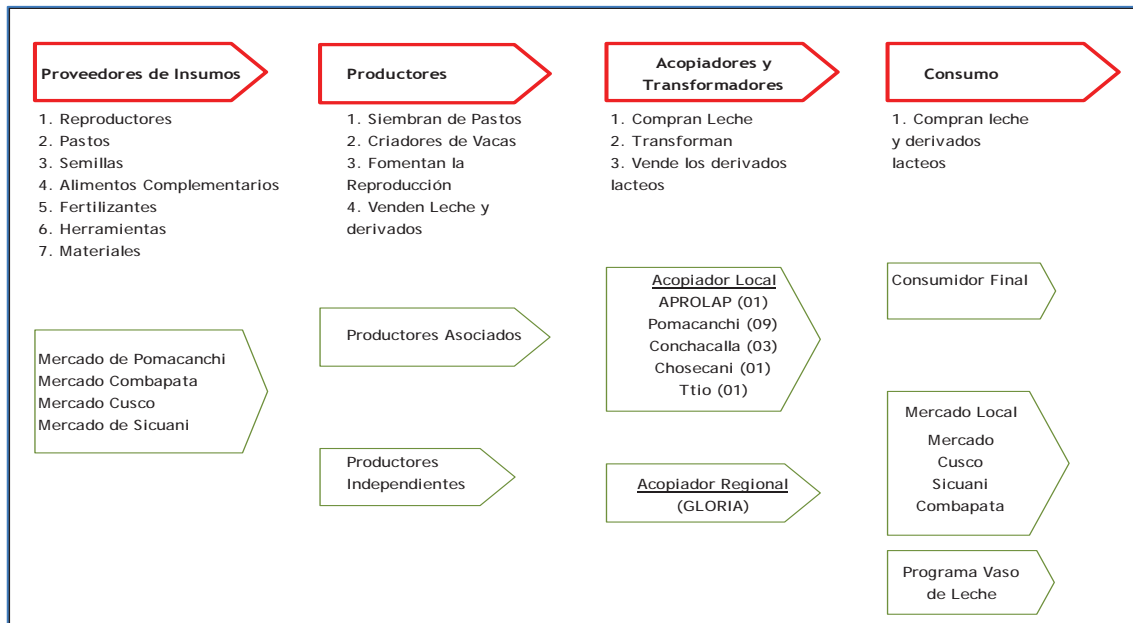 Proveedores de Insumos
1. Reproductores
2. Pastos
3. Semillas
4. Alimentos Complementarios
5. Fertilizantes
6. Herramientas
7. Materiales
Mercado de Pomacanchi
Mercado Combapata
Mercado Cusco
Mercado de Sicuani
Productores
1. Siembran de Pastos
2. Criadores de Vacas
3. Fomentan la
Reproducción
4. Venden Leche y
derivados
Productores Asociados
Productores
Independientes
Acopiadores y
Transformadores
1. Compran Leche
2. Transforman
3. Vende los derivados
lacteos
Acopiador Local
APROLAP (01)
Pomacanchi (09)
Conchacalla (03)
Chosecani (01)
Ttio (01)
Acopiador Regional
(GLORIA)
Consumo
1. Compran leche
y derivados
lacteos
Consumidor Final
Mercado Local
Mercado
Cusco
Sicuani
Combapata
Programa Vaso
de Leche